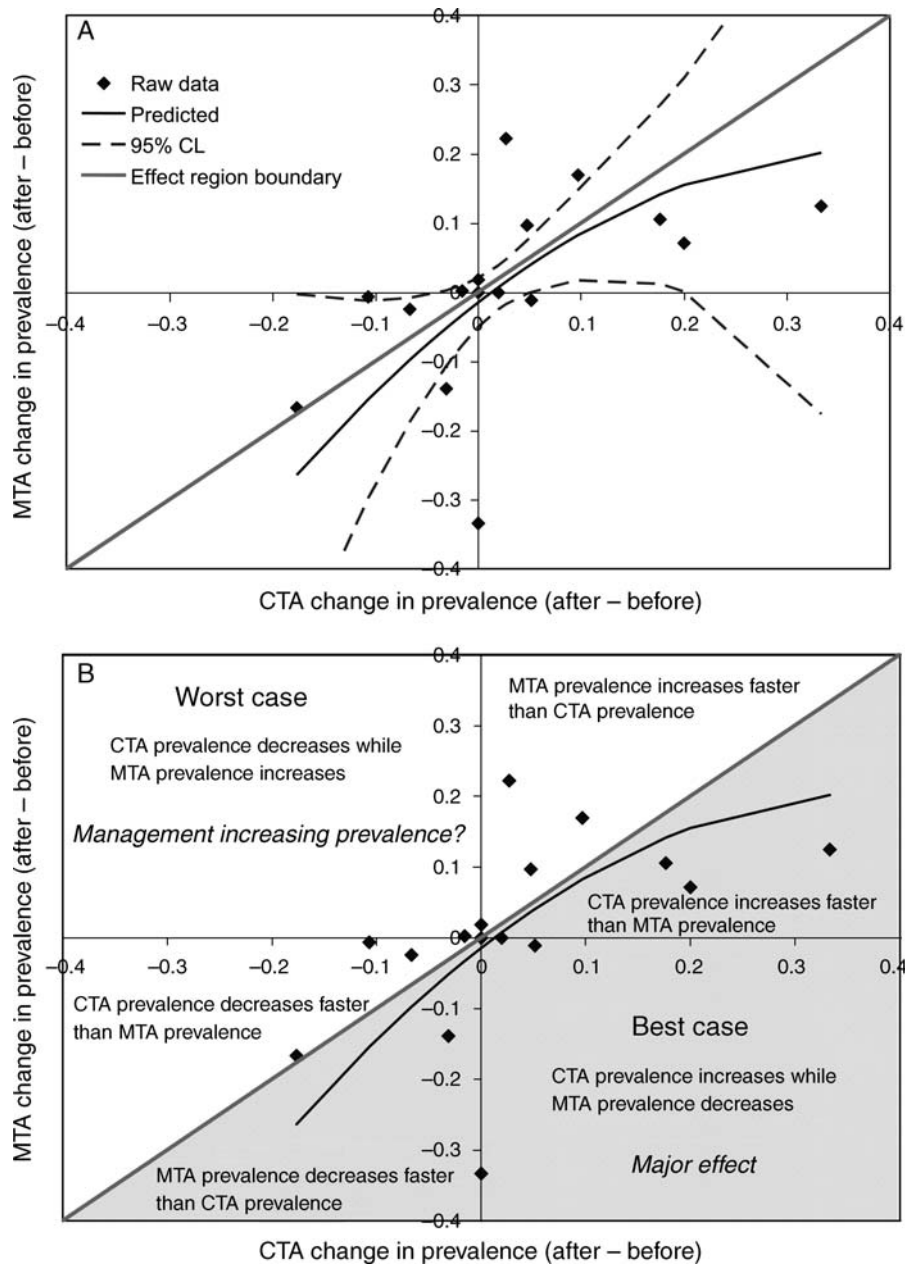 A
0.4
Raw data
Predicted
95% CL
Effect region boundary
0.3
0.2
0.1
0
−0.4
−0.3
−0.2
−0.1
0
0.1
0.2
0.3
0.4
−0.1
−0.2
−0.3
−0.4
MTA change in prevalence (after – before)
CTA change in prevalence (after – before)
B
0.4
Worst case
MTA prevalence increases faster
than CTA prevalence
CTA prevalence decreases while
MTA prevalence increases
0.3
0.2
Management increasing prevalence?
0.1
CTA prevalence increases faster
than MTA prevalence
0
−0.4
−0.3
−0.2
−0.1
0
0.1
0.2
0.3
0.4
CTA prevalence decreases faster
than MTA prevalence
−0.1
Best case
CTA prevalence increases while
MTA prevalence decreases
−0.2
−0.3
MTA prevalence decreases faster
than CTA prevalence
Major effect
−0.4
MTA change in prevalence (after – before)
CTA change in prevalence (after – before)